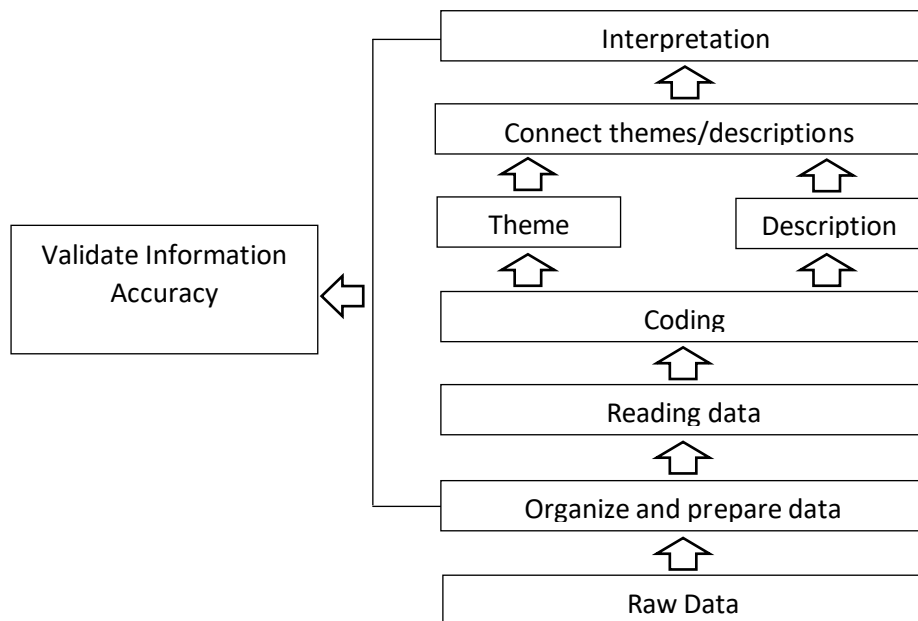 Interpretation
Connect themes/descriptions
Theme
Description
Validate Information
Accuracy
Coding
Reading data
Organize and prepare data
Raw Data